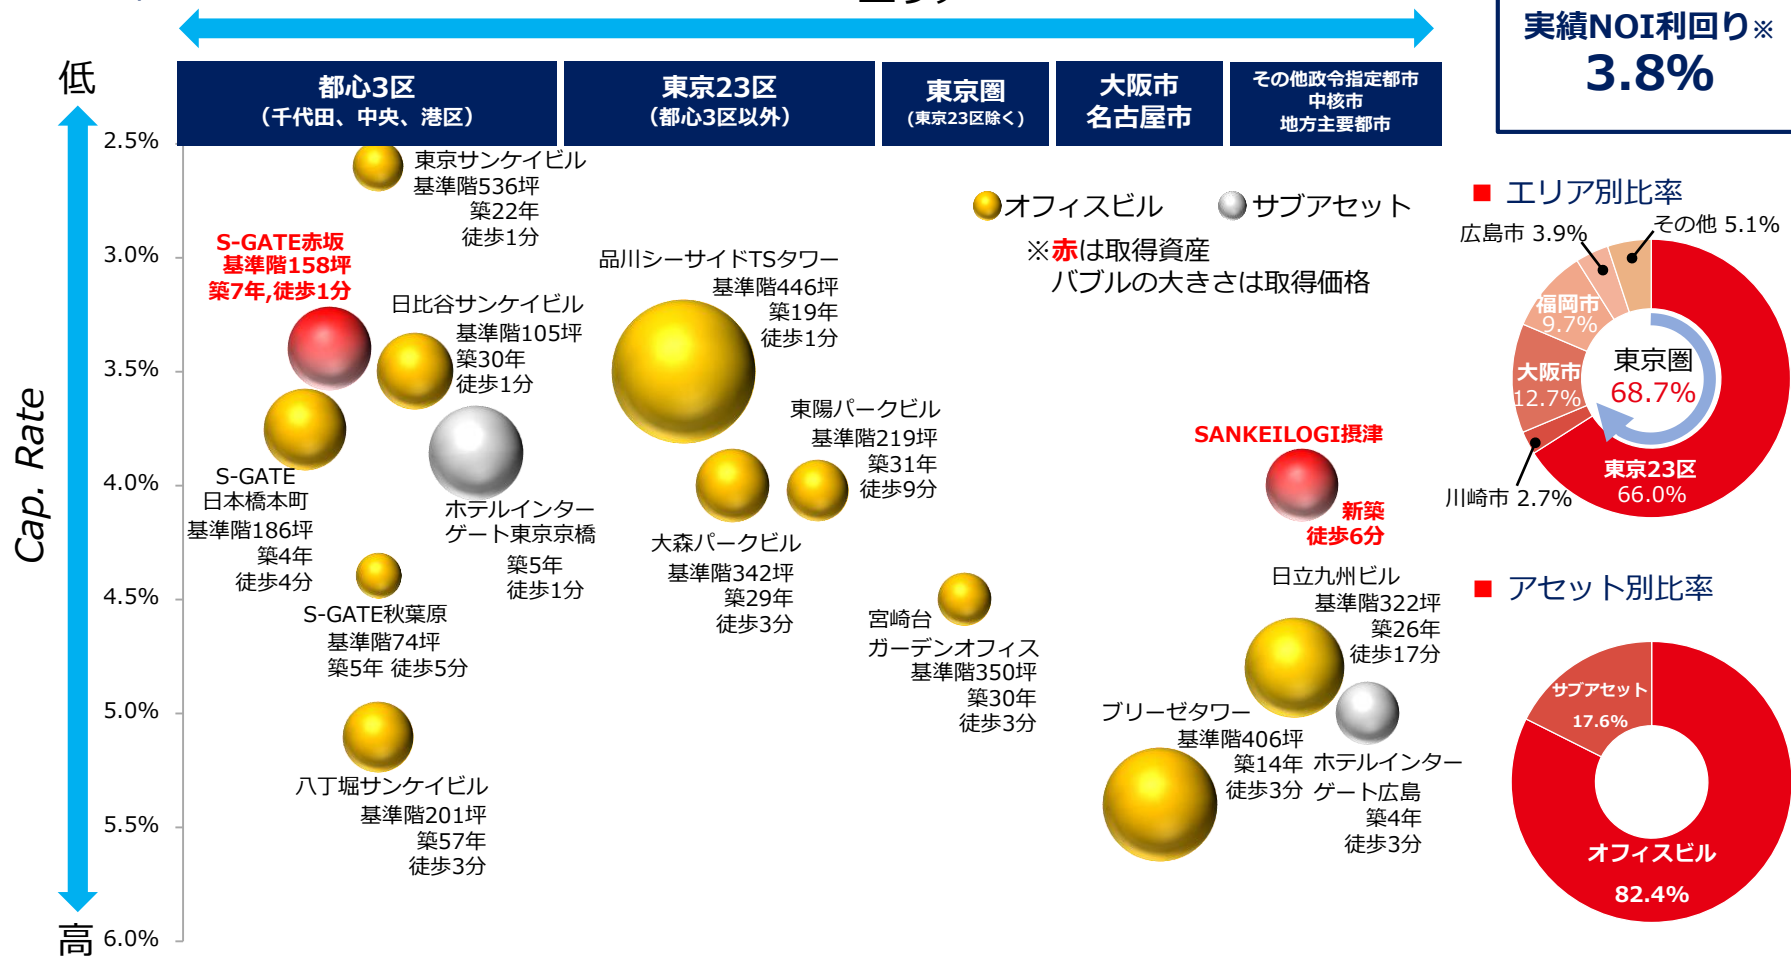 実績NOI利回り※
3.8%
低
都心3区
（千代田、中央、港区）
東京23区
（都心3区以外）
東京圏
(東京23区除く)
大阪市
名古屋市
その他政令指定都市
中核市
地方主要都市
Cap. Rate
2.5%
3.0%
3.5%
4.0%
4.5%
5.0%
5.5%
6.0%
高
東京サンケイビル
基準階536坪
築22年
徒歩1分
S-GATE赤坂
基準階158坪
築7年,徒歩1分
日比谷サンケイビル
基準階105坪
築30年
徒歩1分
S-GATE
日本橋本町
基準階186坪
築4年
徒歩4分
ホテルインター
ゲート東京京橋
築5年
徒歩1分
S-GATE秋葉原
基準階74坪
築5年 徒歩5分
八丁堀サンケイビル
基準階201坪
築57年
徒歩3分
品川シーサイドTSタワー
基準階446坪
築19年
徒歩1分
東陽パークビル
基準階219坪
築31年
徒歩9分
大森パークビル
基準階342坪
築29年
徒歩3分
宮崎台
ガーデンオフィス
基準階350坪
築30年
徒歩3分
オフィスビル
サブアセット
※赤は取得資産
バブルの大きさは取得価格
SANKEILOGI摂津
新築
徒歩6分
日立九州ビル
基準階322坪
築26年
徒歩17分
ブリーゼタワー
基準階406坪
築14年
徒歩3分
ホテルインター
ゲート広島
築4年
徒歩3分
■ エリア別比率
広島市 3.9%
その他 5.1%
福岡市
9.7%
大阪市
12.7%
東京圏
68.7%
川崎市 2.7%
東京23区
66.0%
■ アセット別比率
サブアセット
17.6%
オフィスビル
82.4%